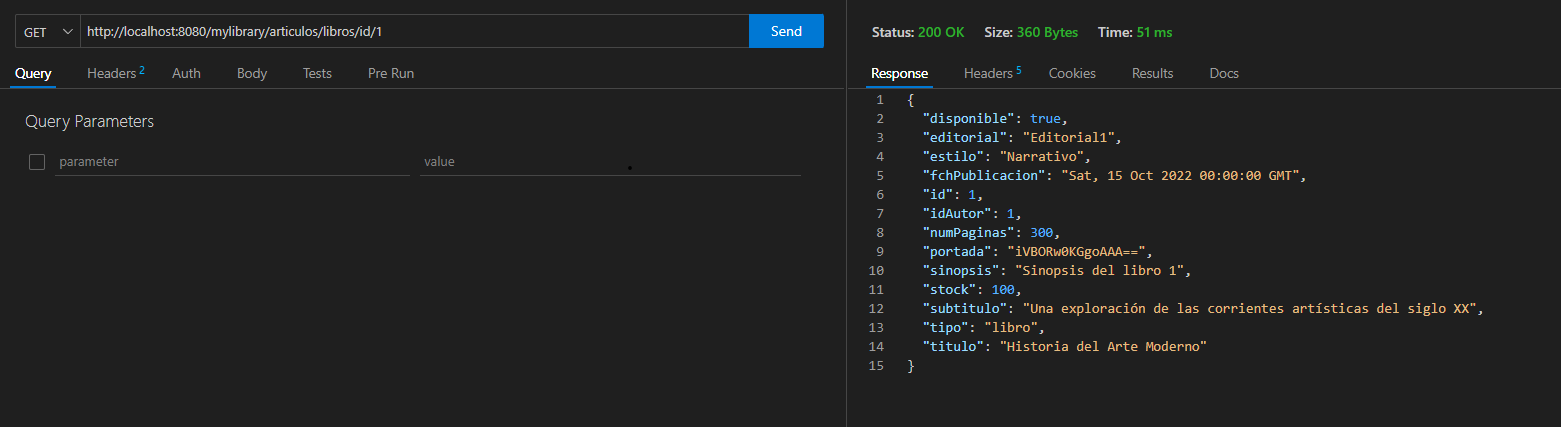 GET http://localhost:8080/mylibrary/articulos/libros/id/1 Send
Query Headers 2 Auth Body Tests Pre Run
Query Parameters
parameter value
Status: 200 OK Size: 360 Bytes Time: 51 ms
Response Headers 5 Cookies Results Docs
1 {
2 "disponible": true,
3 "editorial": "Editorial1",
4 "estilo": "Narrativo",
5 "fchPublicacion": "Sat, 15 Oct 2022 00:00:00 GMT",
6 "id": 1,
7 "idAutor": 1,
8 "numPaginas": 300,
9 "portada": "iVBORw0KGgoAAA==",
10 "sinopsis": "Sinopsis del libro 1",
11 "stock": 100,
12 "subtitulo": "Una exploración de las corrientes artísticas del siglo XX",
13 "tipo": "libro",
14 "titulo": "Historia del Arte Moderno"
15 }